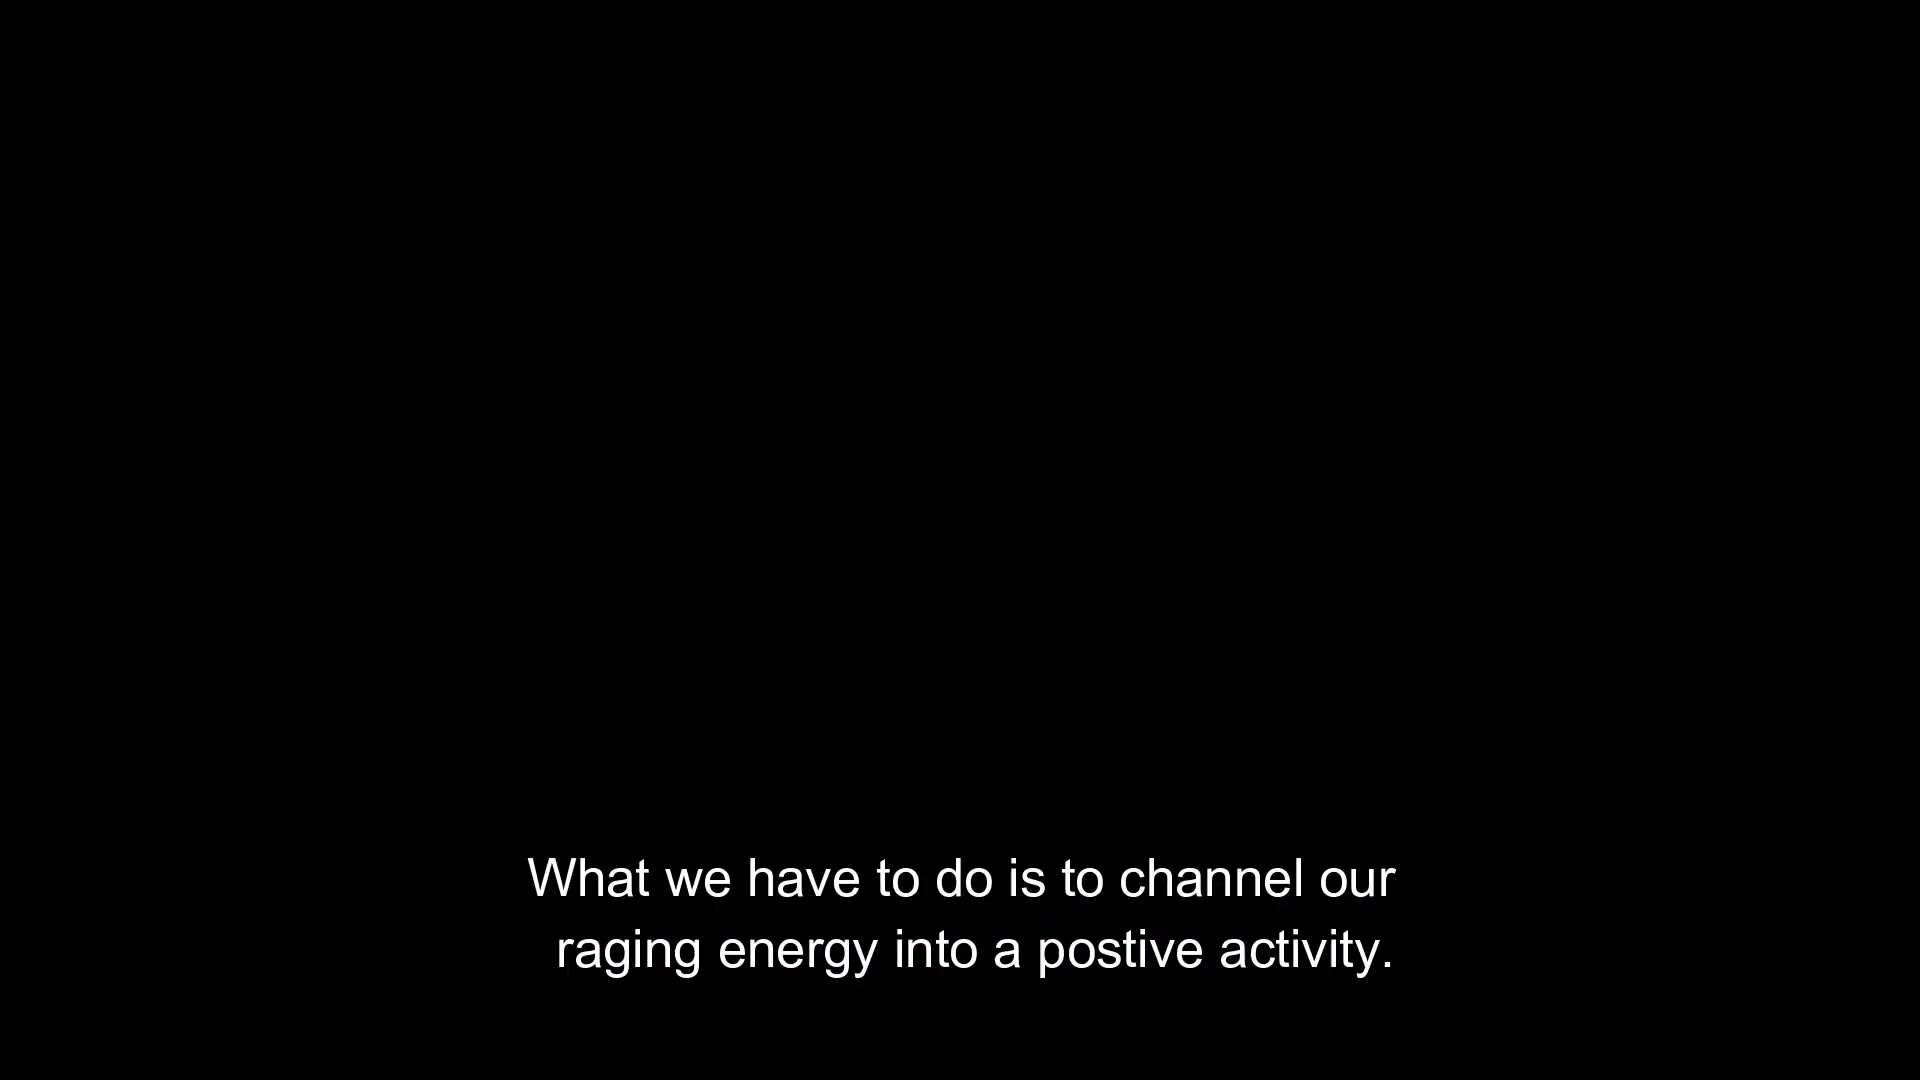 What we have to do is to channel our
raging energy into a postive activity.